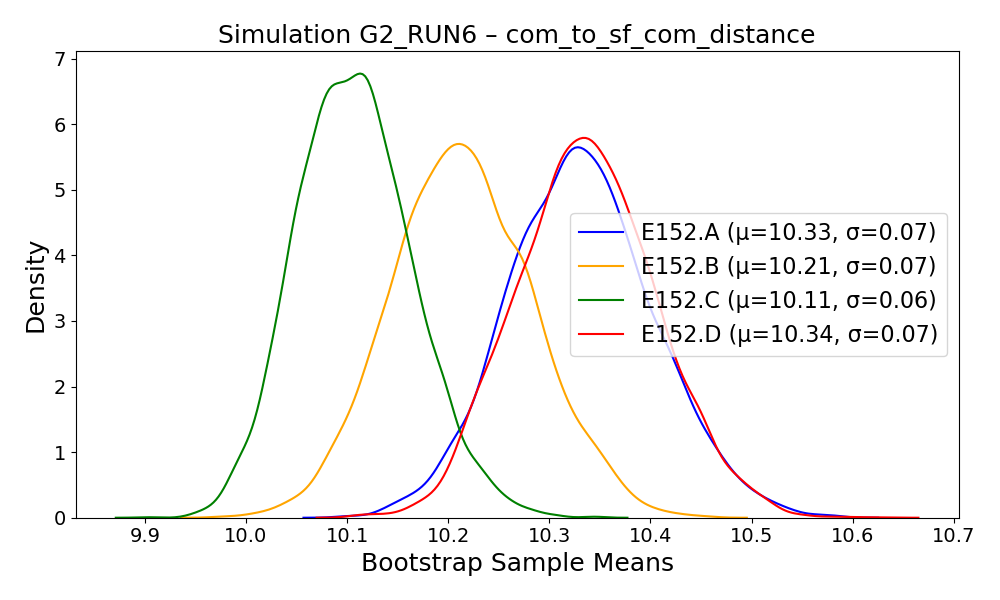 Simulation G2_RUN6 – com_to_sf_com_distance
7
6
5
4
3
2
1
0
Density
E152.A (μ=10.33, σ=0.07)
E152.B (μ=10.21, σ=0.07)
E152.C (μ=10.11, σ=0.06)
E152.D (μ=10.34, σ=0.07)
9.9 10.0 10.1 10.2 10.3 10.4 10.5 10.6 10.7
Bootstrap Sample Means